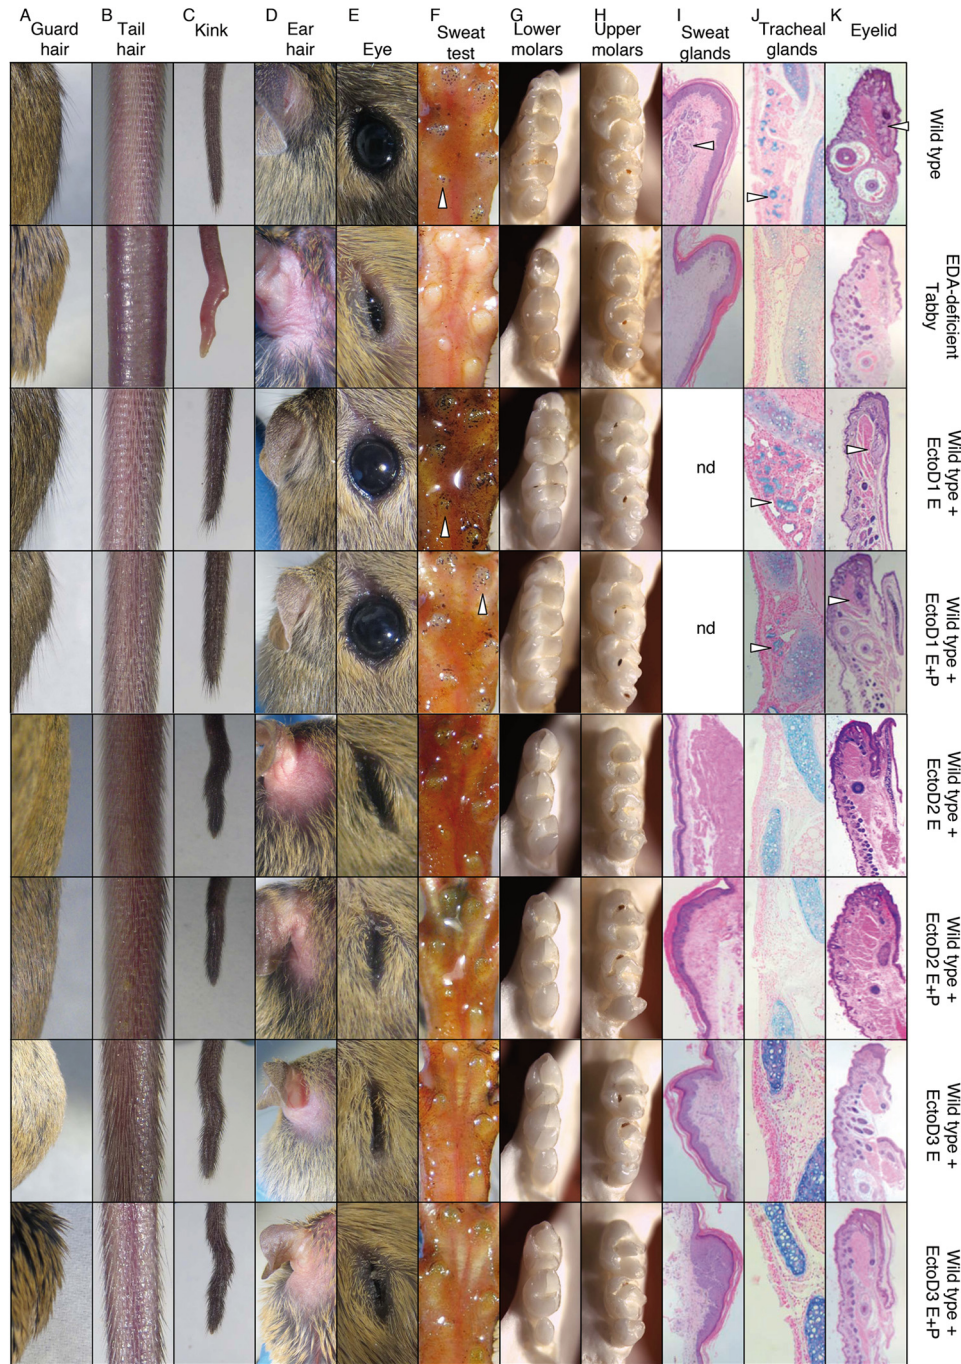 A
Guard
hair
B
Tail
hair
C
Kink
D
Ear
hair
E
Eye
F
Sweat
test
G
Lower
molars
H
Upper
molars
I
Sweat
glands
J
Tracheal
glands
K
Eyelid
Wild type
EDA-deficient
Tabby
Wild type +
EctoD1 E
nd
Wild type +
EctoD1 E+P
nd
Wild type +
EctoD2 E
Wild type +
EctoD2 E+P
Wild type +
EctoD3 E
Wild type +
EctoD3 E+P